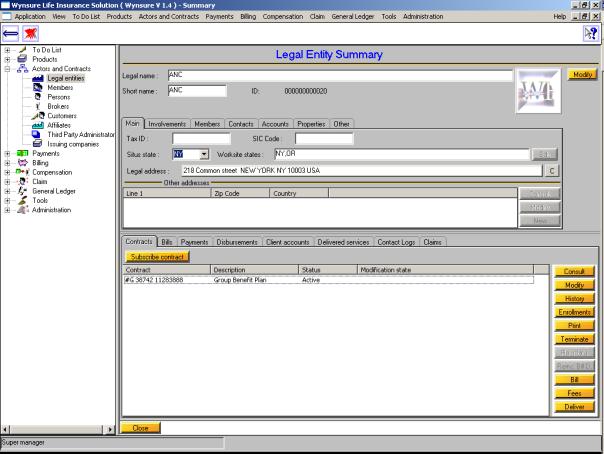 Wynsure Life Insurance Solution ( Wynsure V 1.4 ) - Summary
Application View To Do List Products Actors and Contracts Payments Billing Compensation Claim General Ledger Tools Administration Help
To Do List
Products
Actors and Contracts
Legal entities
Members
Persons
Brokers
Customers
Affiliates
Third Party Administrator
Issuing companies
Payments
Billing
Compensation
Claim
General Ledger
Tools
Administration
Legal Entity Summary
Legal name : ANC
Modify
Short name : ANC ID: 000000000020
Main Involvements Members Contacts Accounts Properties Other
Tax ID : SIC Code :
Situs state : NY Worksite states : NY,OR
Legal address : 218 Common street NEW YORK NY 10003 USA C
Other addresses
Line 1 Zip Code Country
Consult
Modify
New
Contracts Bills Payments Disbursements Client accounts Delivered services Contact Logs Claims
Subscribe contract
Contract Description Status Modification state
#G 38742 11283888 Group Benefit Plan Active
Consult
Modify
History
Enrollments
Print
Terminate
Bill
Fees
Deliver
Close
Super manager